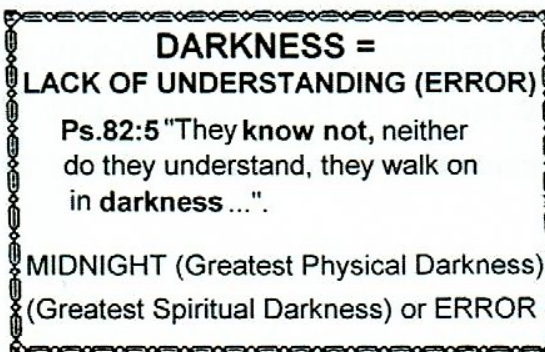 DARKNESS =
LACK OF UNDERSTANDING (ERROR)
Ps.82:5 "They know not, neither
do they understand, they walk on
in darkness ...".
MIDNIGHT (Greatest Physical Darkness)
(Greatest Spiritual Darkness) or ERROR